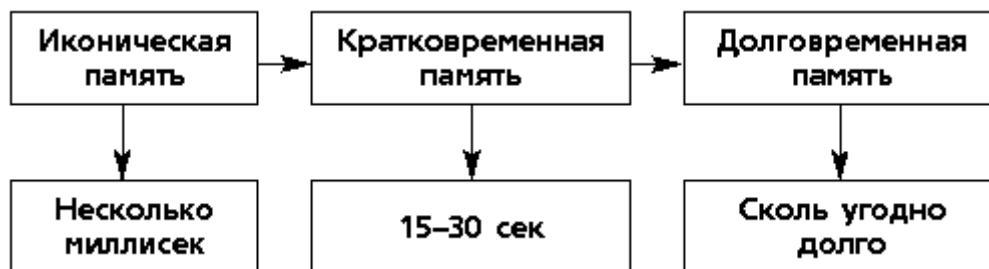 Иконическая
память
Кратковременная
память
Долговременная
память
Несколько
миллисек
15–30 сек
Сколь угодно
долго